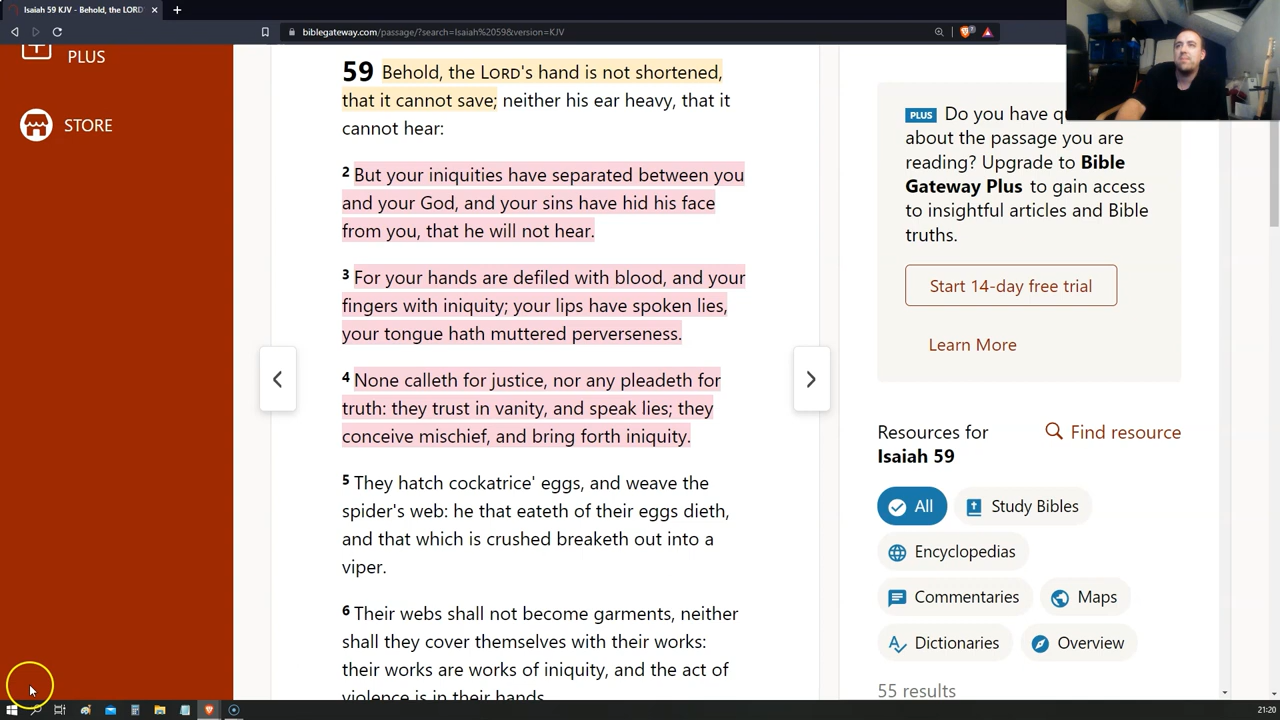 Isaiah 59 KJV - Behold, the LORD'
biblegateway.com/passage/?search=Isaiah%2059&version=KJV
PLUS
STORE
59 Behold, the LORD's hand is not shortened,
that it cannot save; neither his ear heavy, that it
cannot hear:
2 But your iniquities have separated between you
and your God, and your sins have hid his face
from you, that he will not hear.
3 For your hands are defiled with blood, and your
fingers with iniquity; your lips have spoken lies,
your tongue hath muttered perverseness.
4 None calleth for justice, nor any pleadeth for
truth: they trust in vanity, and speak lies; they
conceive mischief, and bring forth iniquity.
5 They hatch cockatrice' eggs, and weave the
spider's web: he that eateth of their eggs dieth,
and that which is crushed breaketh out into a
viper.
6 Their webs shall not become garments, neither
shall they cover themselves with their works:
their works are works of iniquity, and the act of
violence is in their hands.
PLUS Do you have
about the passage you are
reading? Upgrade to Bible
Gateway Plus to gain access
to insightful articles and Bible
truths.
Start 14-day free trial
Learn More
Resources for
Isaiah 59
Find resource
All
Study Bibles
Encyclopedias
Commentaries
Maps
Dictionaries
Overview
55 results
21:20